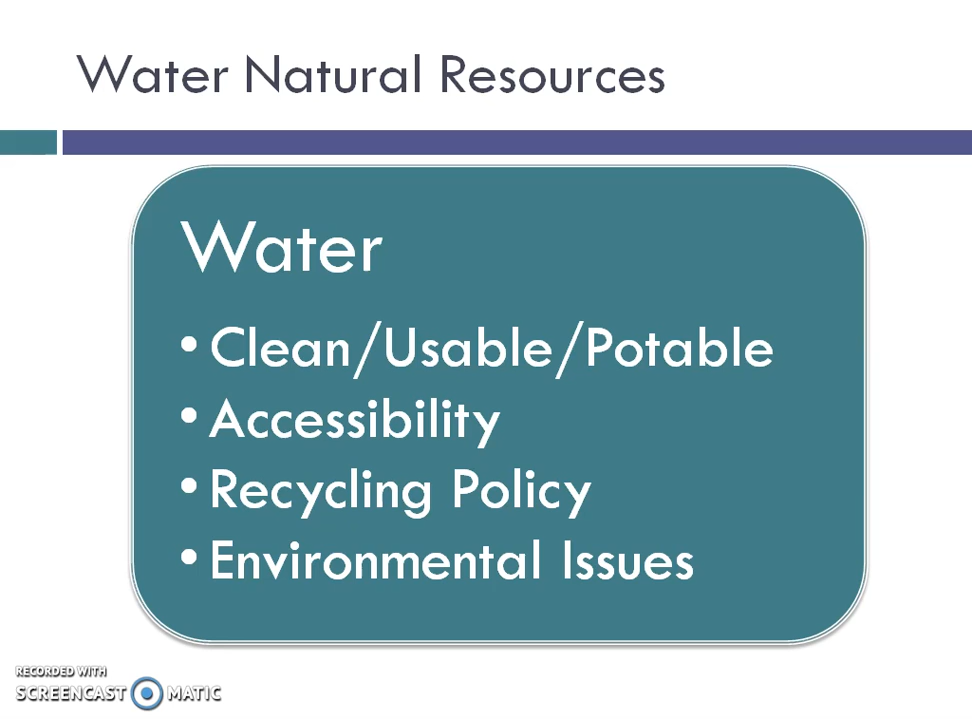 Water Natural Resources
Water
• Clean/Usable/Potable
• Accessibility
• Recycling Policy
• Environmental Issues
RECORDED WITH
SCREENCAST MATIC